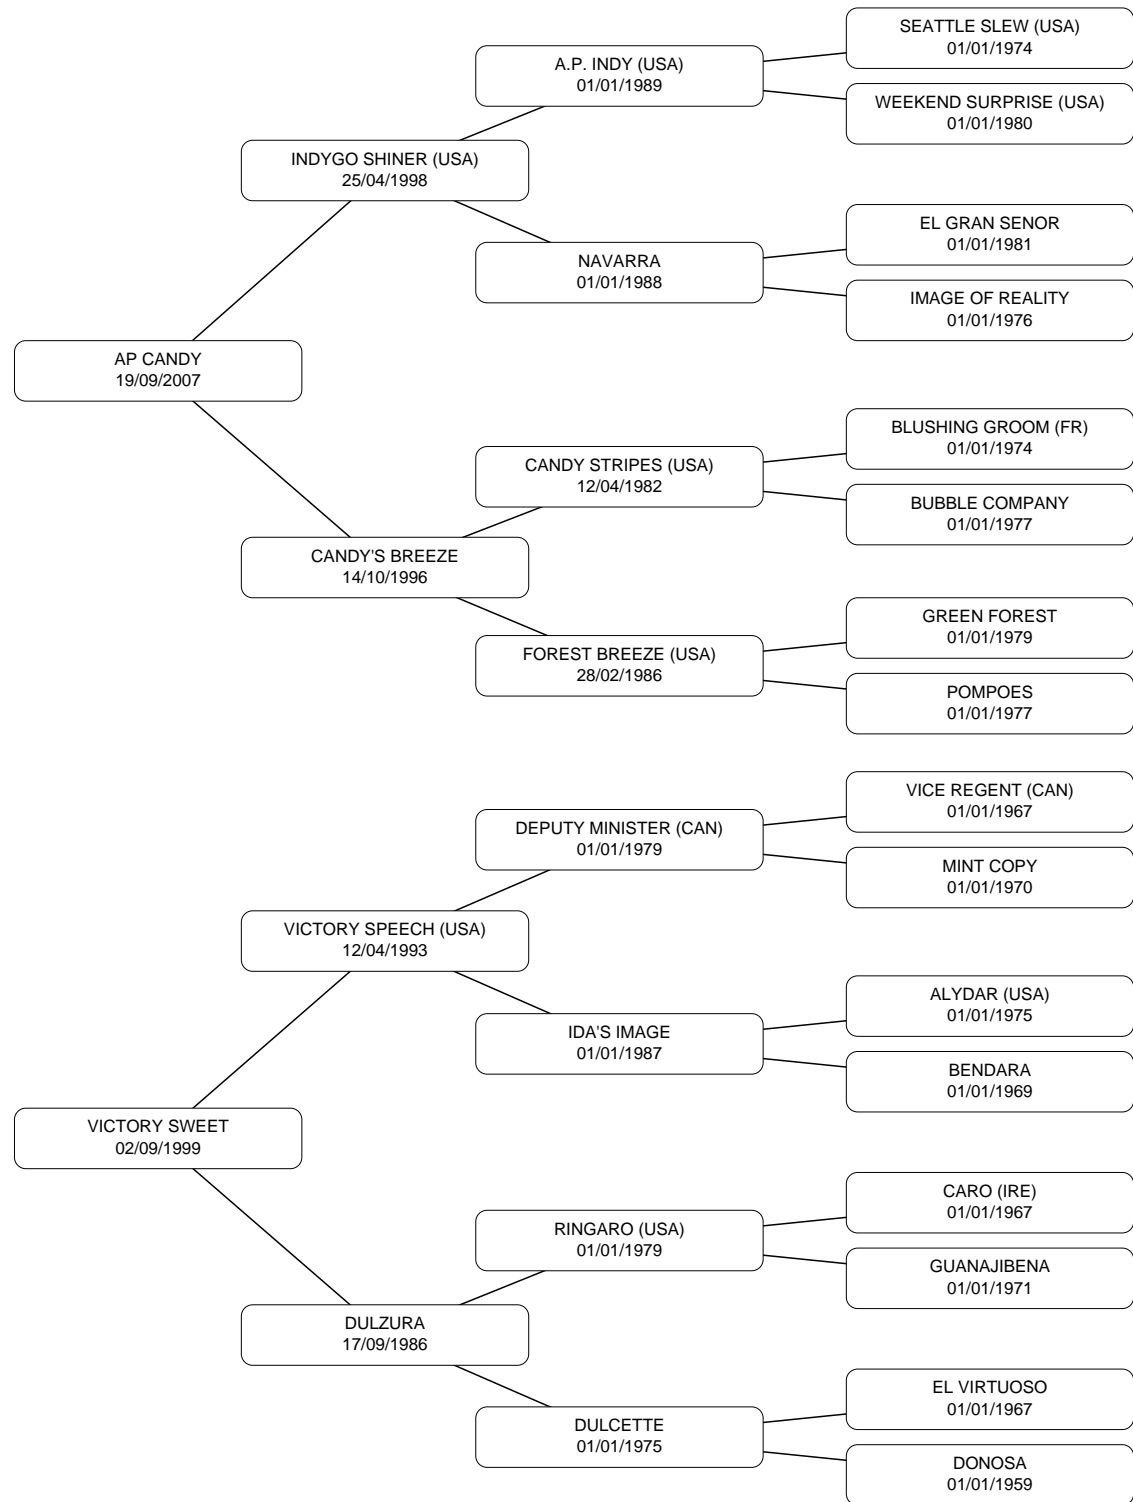 SEATTLE SLEW (USA)
01/01/1974
A.P. INDY (USA)
01/01/1989
WEEKEND SURPRISE (USA)
01/01/1980
INDYGO SHINER (USA)
25/04/1998
EL GRAN SENOR
01/01/1981
NAVARRA
01/01/1988
IMAGE OF REALITY
01/01/1976
AP CANDY
19/09/2007
BLUSHING GROOM (FR)
01/01/1974
CANDY STRIPES (USA)
12/04/1982
BUBBLE COMPANY
01/01/1977
CANDY'S BREEZE
14/10/1996
GREEN FOREST
01/01/1979
FOREST BREEZE (USA)
28/02/1986
POMPOES
01/01/1977
VICE REGENT (CAN)
01/01/1967
DEPUTY MINISTER (CAN)
01/01/1979
MINT COPY
01/01/1970
VICTORY SPEECH (USA)
12/04/1993
ALYDAR (USA)
01/01/1975
IDA'S IMAGE
01/01/1987
BENDARA
01/01/1969
VICTORY SWEET
02/09/1999
CARO (IRE)
01/01/1967
RINGARO (USA)
01/01/1979
GUANAJIBENA
01/01/1971
DULZURA
17/09/1986
EL VIRTUOSO
01/01/1967
DULCETTE
01/01/1975
DONOSA
01/01/1959